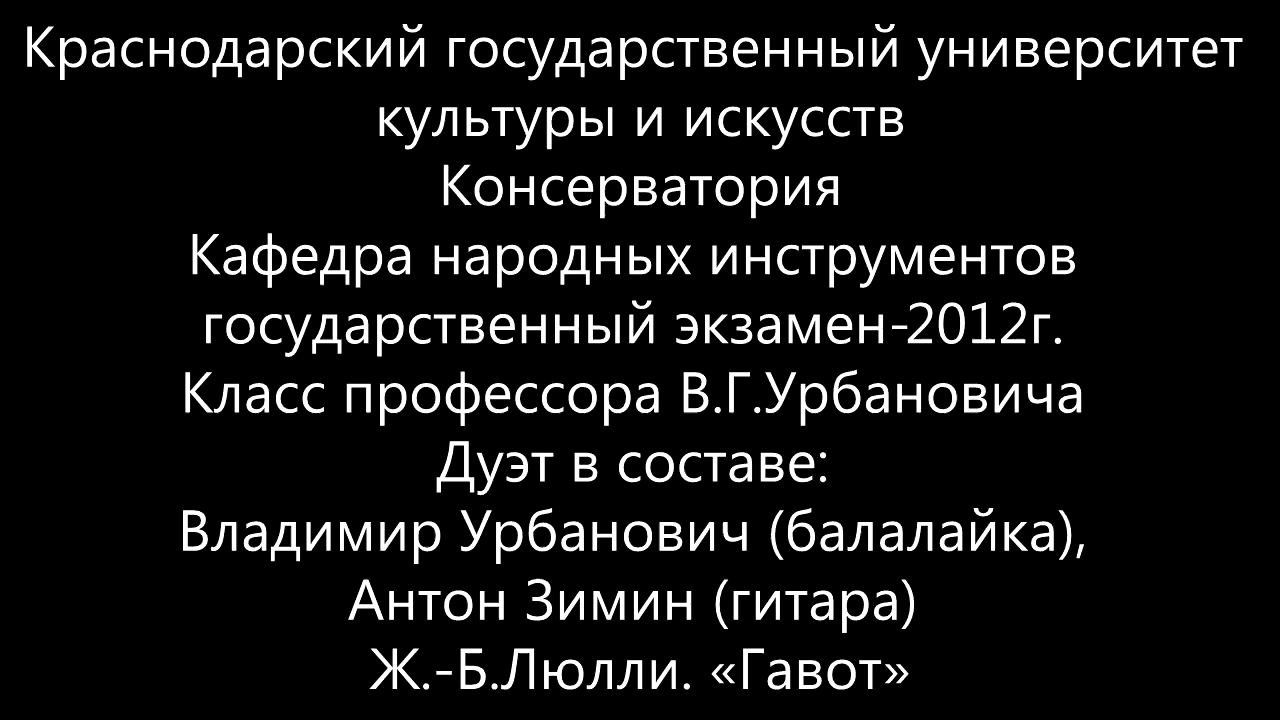 Краснодарский государственный университет
культуры и искусств
Консерватория
Кафедра народных инструментов
государственный экзамен-2012г.
Класс профессора В.Г.Урбановича
Дуэт в составе:
Владимир Урбанович (балалайка),
Антон Зимин (гитара)
Ж.-Б.Люлли. «Гавот»